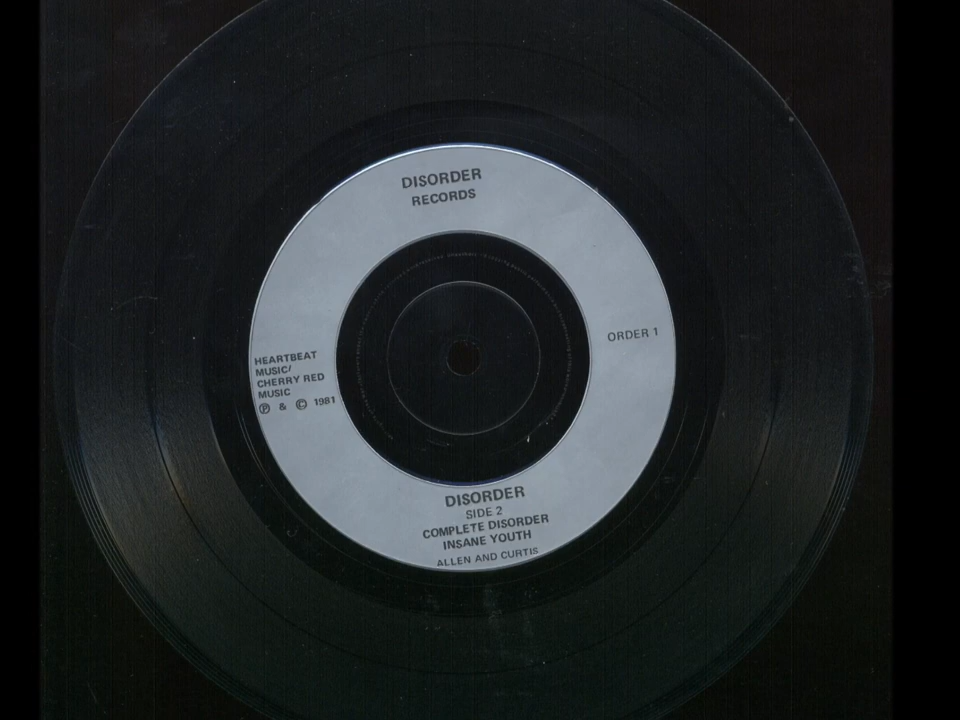 DISORDER
RECORDS
ORDER 1
HEARTBEAT
MUSIC/
CHERRY RED
MUSIC
Ⓟ & © 1981
DISORDER
SIDE 2
COMPLETE DISORDER
INSANE YOUTH
ALLEN AND CURTIS